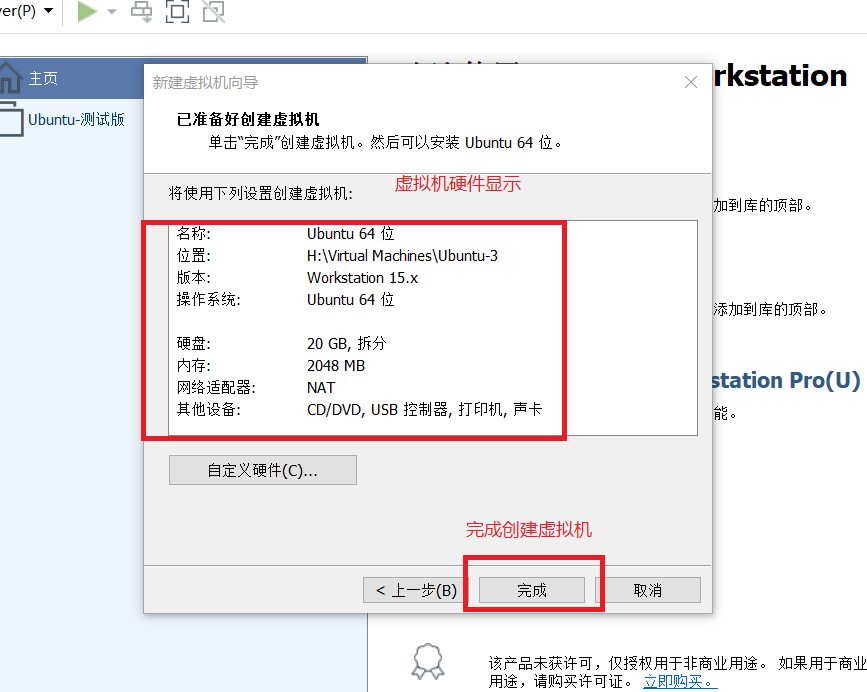 ver(P)
主页
Ubuntu-测试版
rkstation
新建虚拟机向导
已准备好创建虚拟机
单击“完成”创建虚拟机。然后可以安装 Ubuntu 64 位。
将使用下列设置创建虚拟机:
虚拟机硬件显示
加到库的顶部。
名称: Ubuntu 64 位
位置: H:\Virtual Machines\Ubuntu-3
版本: Workstation 15.x
操作系统: Ubuntu 64 位
添加到库的顶部。
硬盘: 20 GB, 拆分
内存: 2048 MB
网络适配器: NAT
其他设备: CD/DVD, USB 控制器, 打印机, 声卡
station Pro(U)
能。
自定义硬件(C)...
完成创建虚拟机
< 上一步(B) 完成 取消
该产品未获许可，仅授权用于非商业用途。 如果用于商业
用途，请购买许可证。 立即购买。